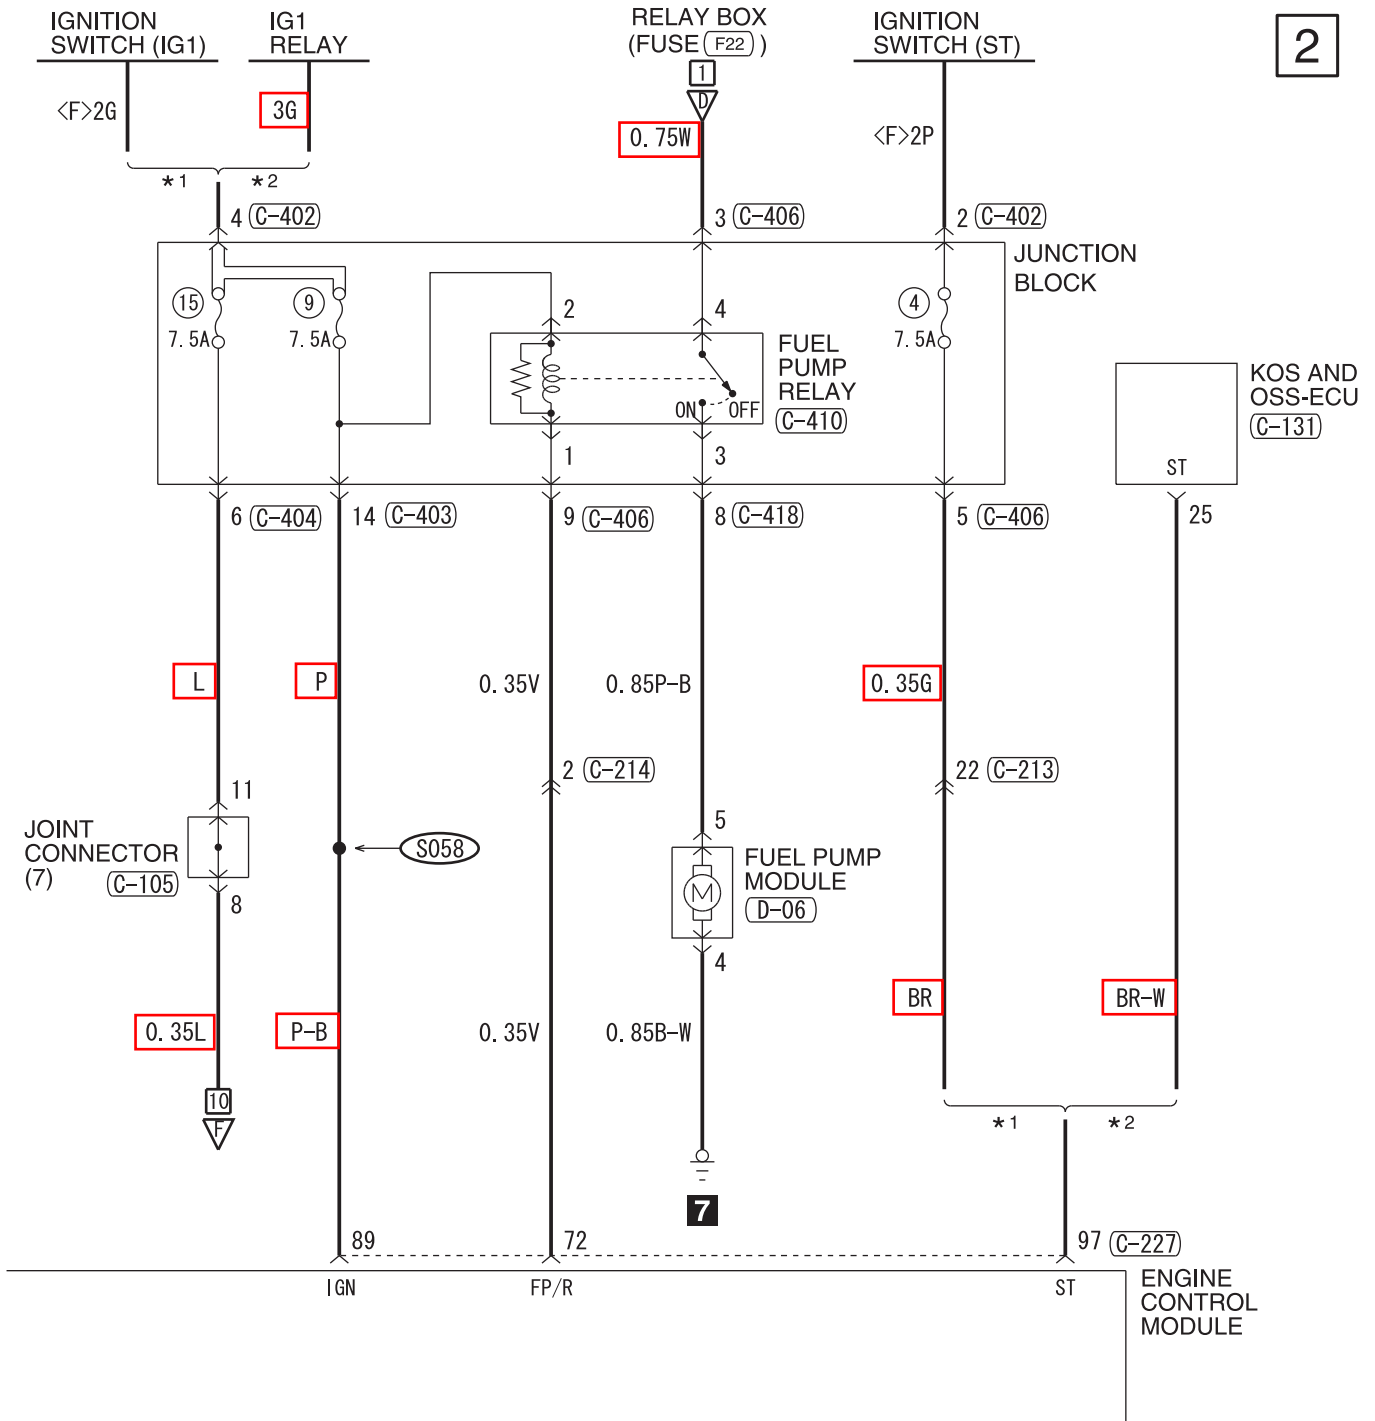 IGNITION
SWITCH (IG1)
IG1
RELAY
RELAY BOX
(FUSE F22 )
IGNITION
SWITCH (ST)
2
1
D
<F>2G
3G
0.75W
<F>2P
*1
*2
4 C-402
3 C-406
2 C-402
JUNCTION
BLOCK
15
7.5A
9
7.5A
2
4
4
7.5A
FUEL
PUMP
RELAY
C-410
ON
OFF
1
3
KOS AND
OSS-ECU
C-131
ST
6 C-404
14 C-403
9 C-406
8 C-418
5 C-406
25
L
P
0.35V
0.85P-B
0.35G
2 C-214
22 C-213
11
5
JOINT
CONNECTOR
(7)
C-105
S058
FUEL PUMP
MODULE
D-06
M
8
4
BR
BR-W
0.35L
P-B
0.35V
0.85B-W
10
F
*1
*2
7
89
72
97 C-227
IGN
FP/R
ST
ENGINE
CONTROL
MODULE